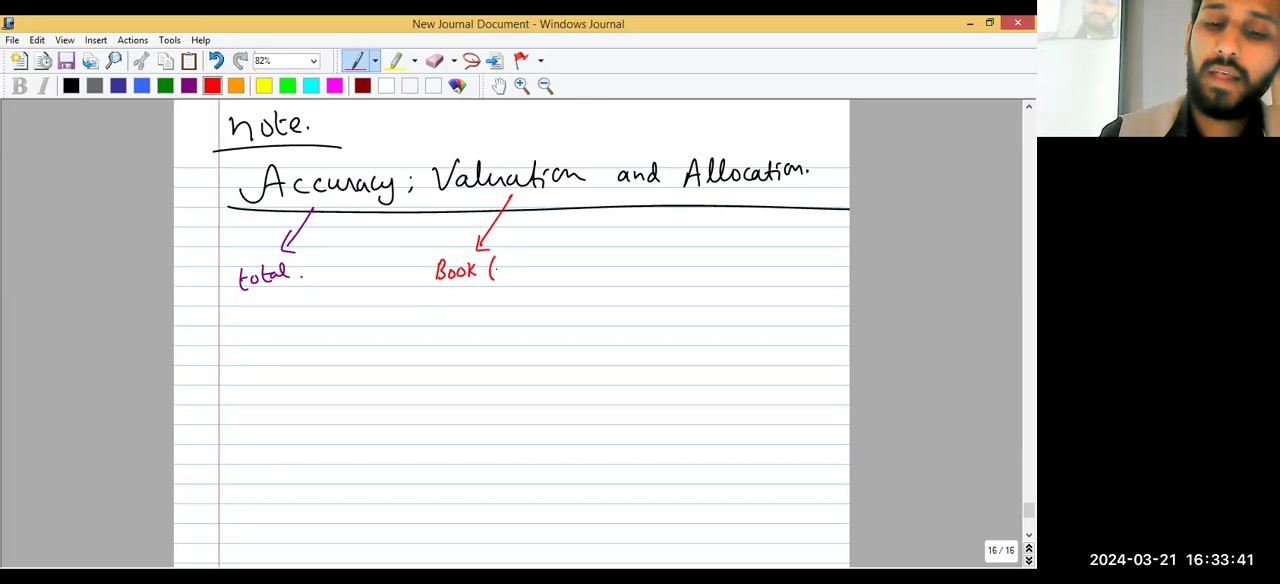 New Journal Document - Windows Journal
File Edit View Insert Actions Tools Help
82%
B I
note.
Accuracy; Valuation and Allocation.
total. Book (
16 / 16
2024-03-21 16:33:41